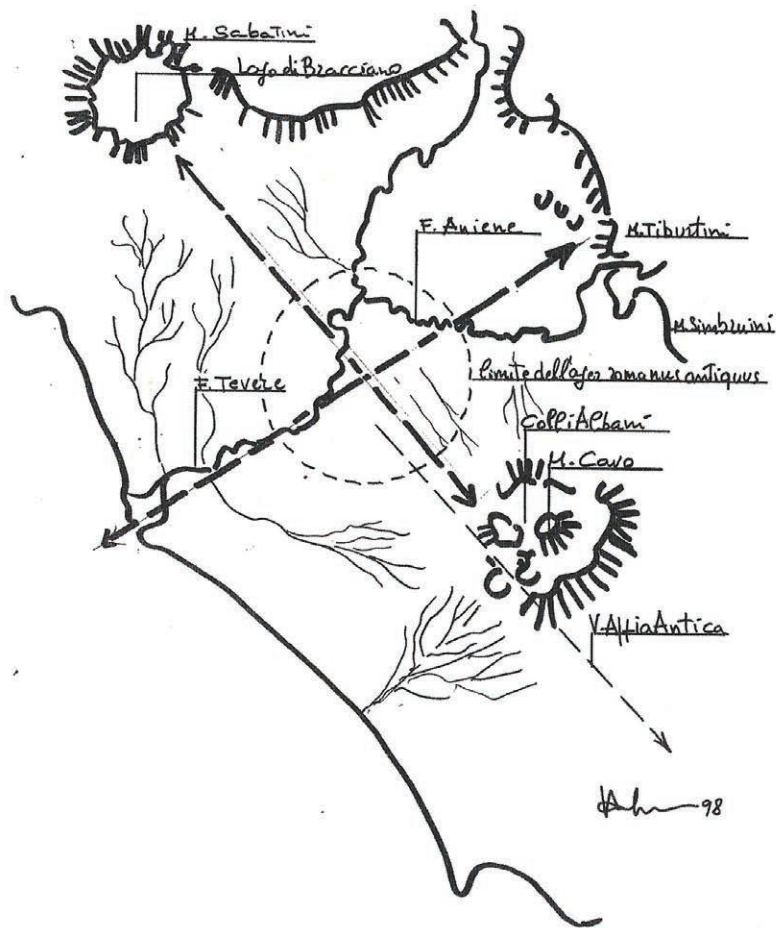 M. Sabatini
Lago di Bracciano
F. Aniene
M. Tiburtini
M. Simbruini
F. Tevere
limite dell'ager romanus antiquus
Colli Albani
M. Cavo
V. Appia Antica
98